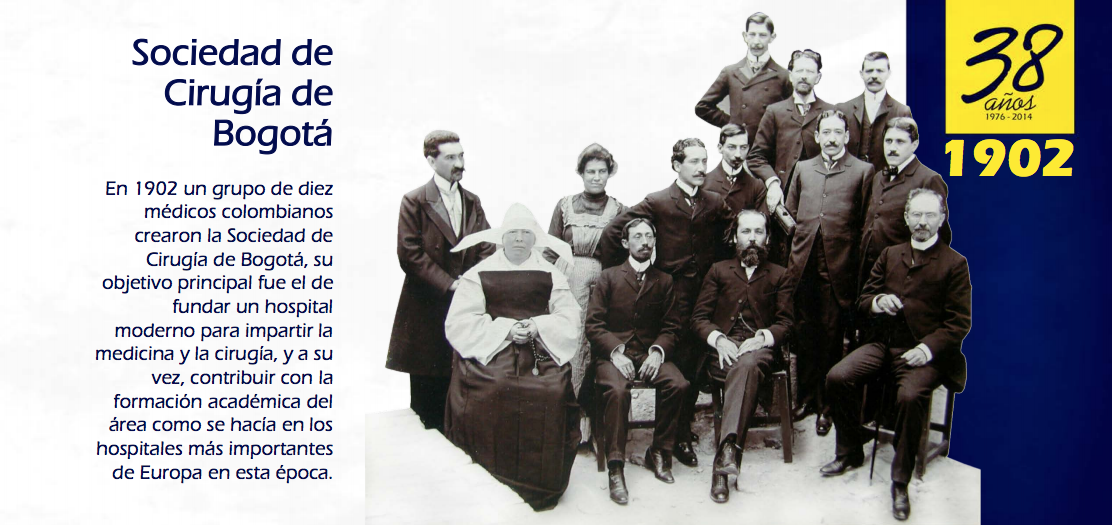 Sociedad de
Cirugía de
Bogotá
En 1902 un grupo de diez
médicos colombianos
crearon la Sociedad de
Cirugía de Bogotá, su
objetivo principal fue el de
fundar un hospital
moderno para impartir la
medicina y la cirugía, y a su
vez, contribuir con la
formación académica del
área como se hacía en los
hospitales más importantes
de Europa en esta época.
38
años
1976 - 2014
1902